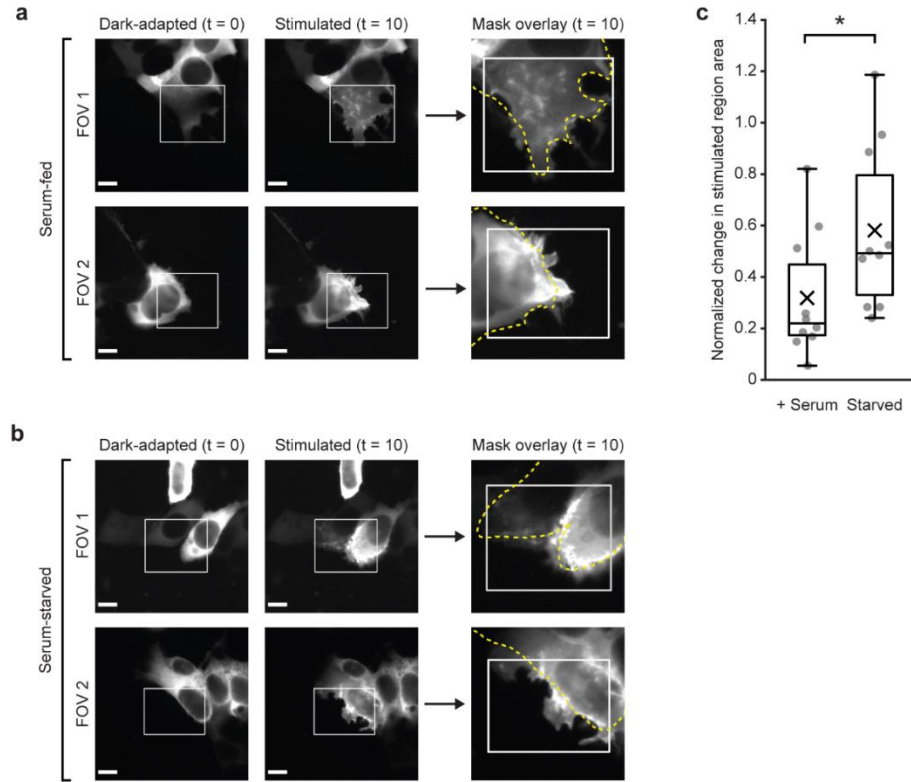 a
Dark-adapted (t = 0) Stimulated (t = 10) Mask overlay (t = 10)
Serum-fed
FOV 1
FOV 2
b
Dark-adapted (t = 0) Stimulated (t = 10) Mask overlay (t = 10)
Serum-starved
FOV 1
FOV 2
c
*
Normalized change in stimulated region area
1.4
1.2
1.0
0.8
0.6
0.4
0.2
0
+ Serum Starved